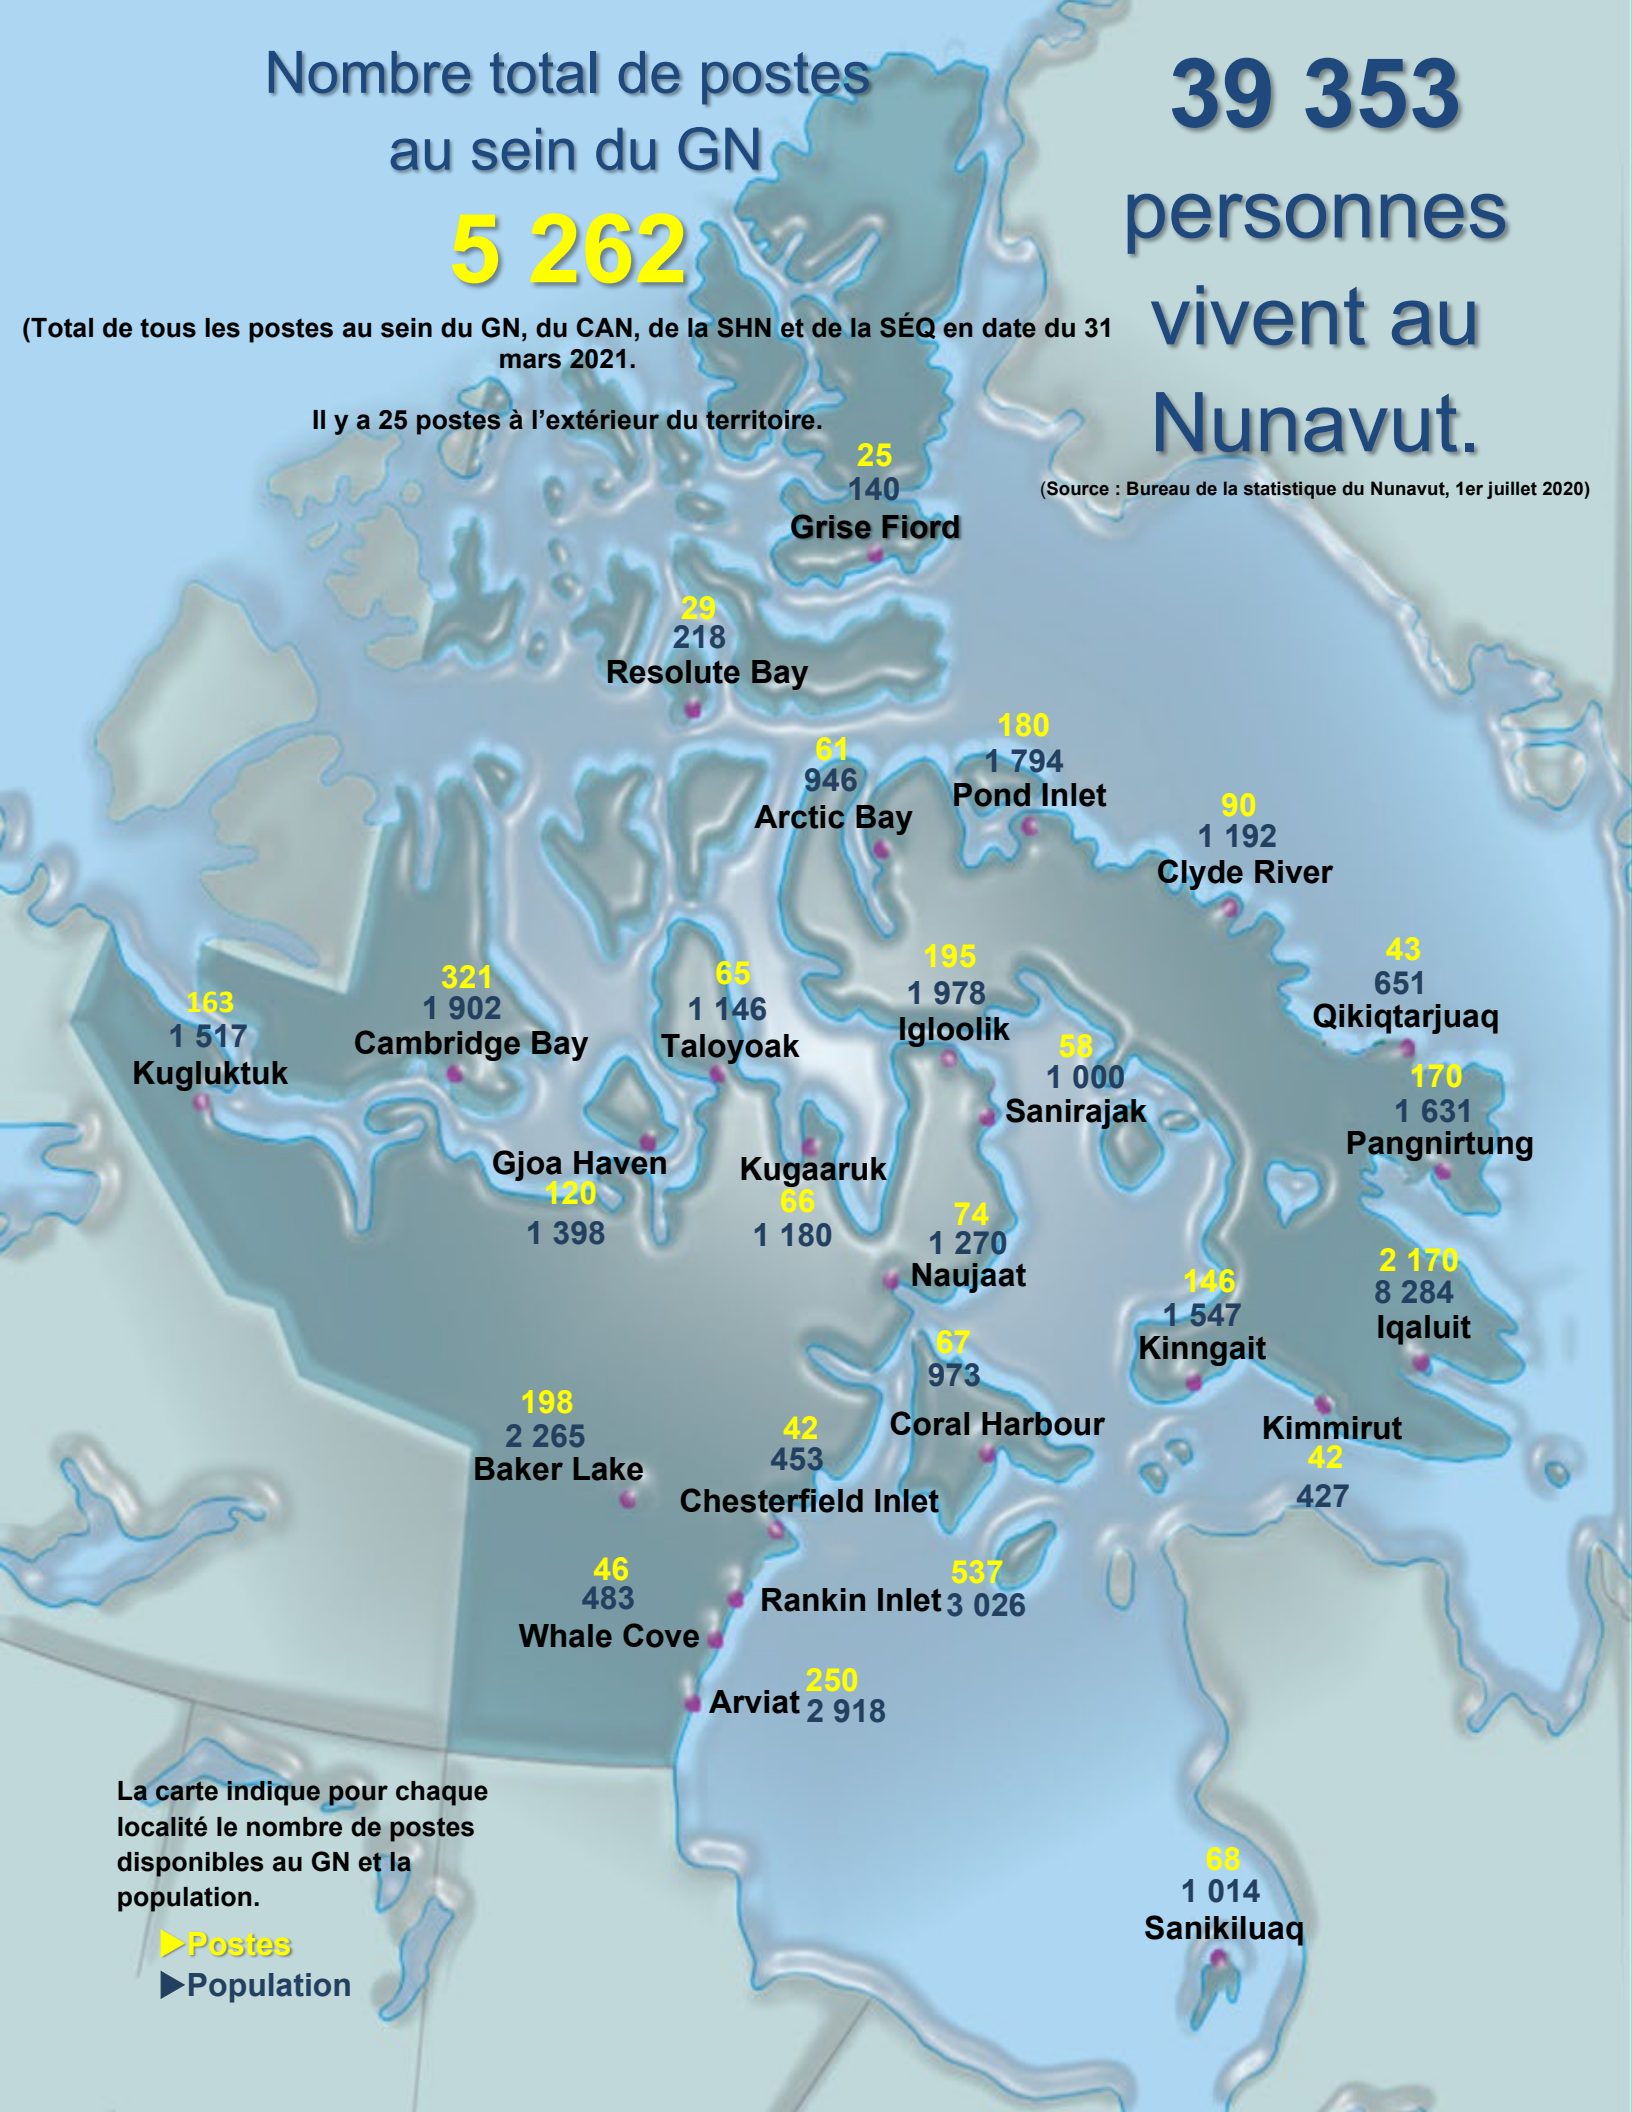 Nombre total de postes
au sein du GN
5 262
(Total de tous les postes au sein du GN, du CAN, de la SHN et de la SÉQ en date du 31
mars 2021.
Il y a 25 postes à l’extérieur du territoire.
39 353
personnes
vivent au
Nunavut.
(Source : Bureau de la statistique du Nunavut, 1er juillet 2020)
25
140
Grise Fiord
29
218
Resolute Bay
61
946
Arctic Bay
180
1 794
Pond Inlet
90
1 192
Clyde River
43
651
Qikiqtarjuaq
163
1 517
Kugluktuk
321
1 902
Cambridge Bay
65
1 146
Taloyoak
195
1 978
Igloolik
58
1 000
Sanirajak
170
1 631
Pangnirtung
Gjoa Haven
120
1 398
Kugaaruk
66
1 180
74
1 270
Naujaat
146
1 547
Kinngait
2 170
8 284
Iqaluit
67
973
Coral Harbour
Kimmirut
42
427
198
2 265
Baker Lake
42
453
Chesterfield Inlet
46
483
Whale Cove
537
Rankin Inlet 3 026
250
Arviat 2 918
La carte indique pour chaque
localité le nombre de postes
disponibles au GN et la
population.
►Postes
►Population
68
1 014
Sanikiluaq